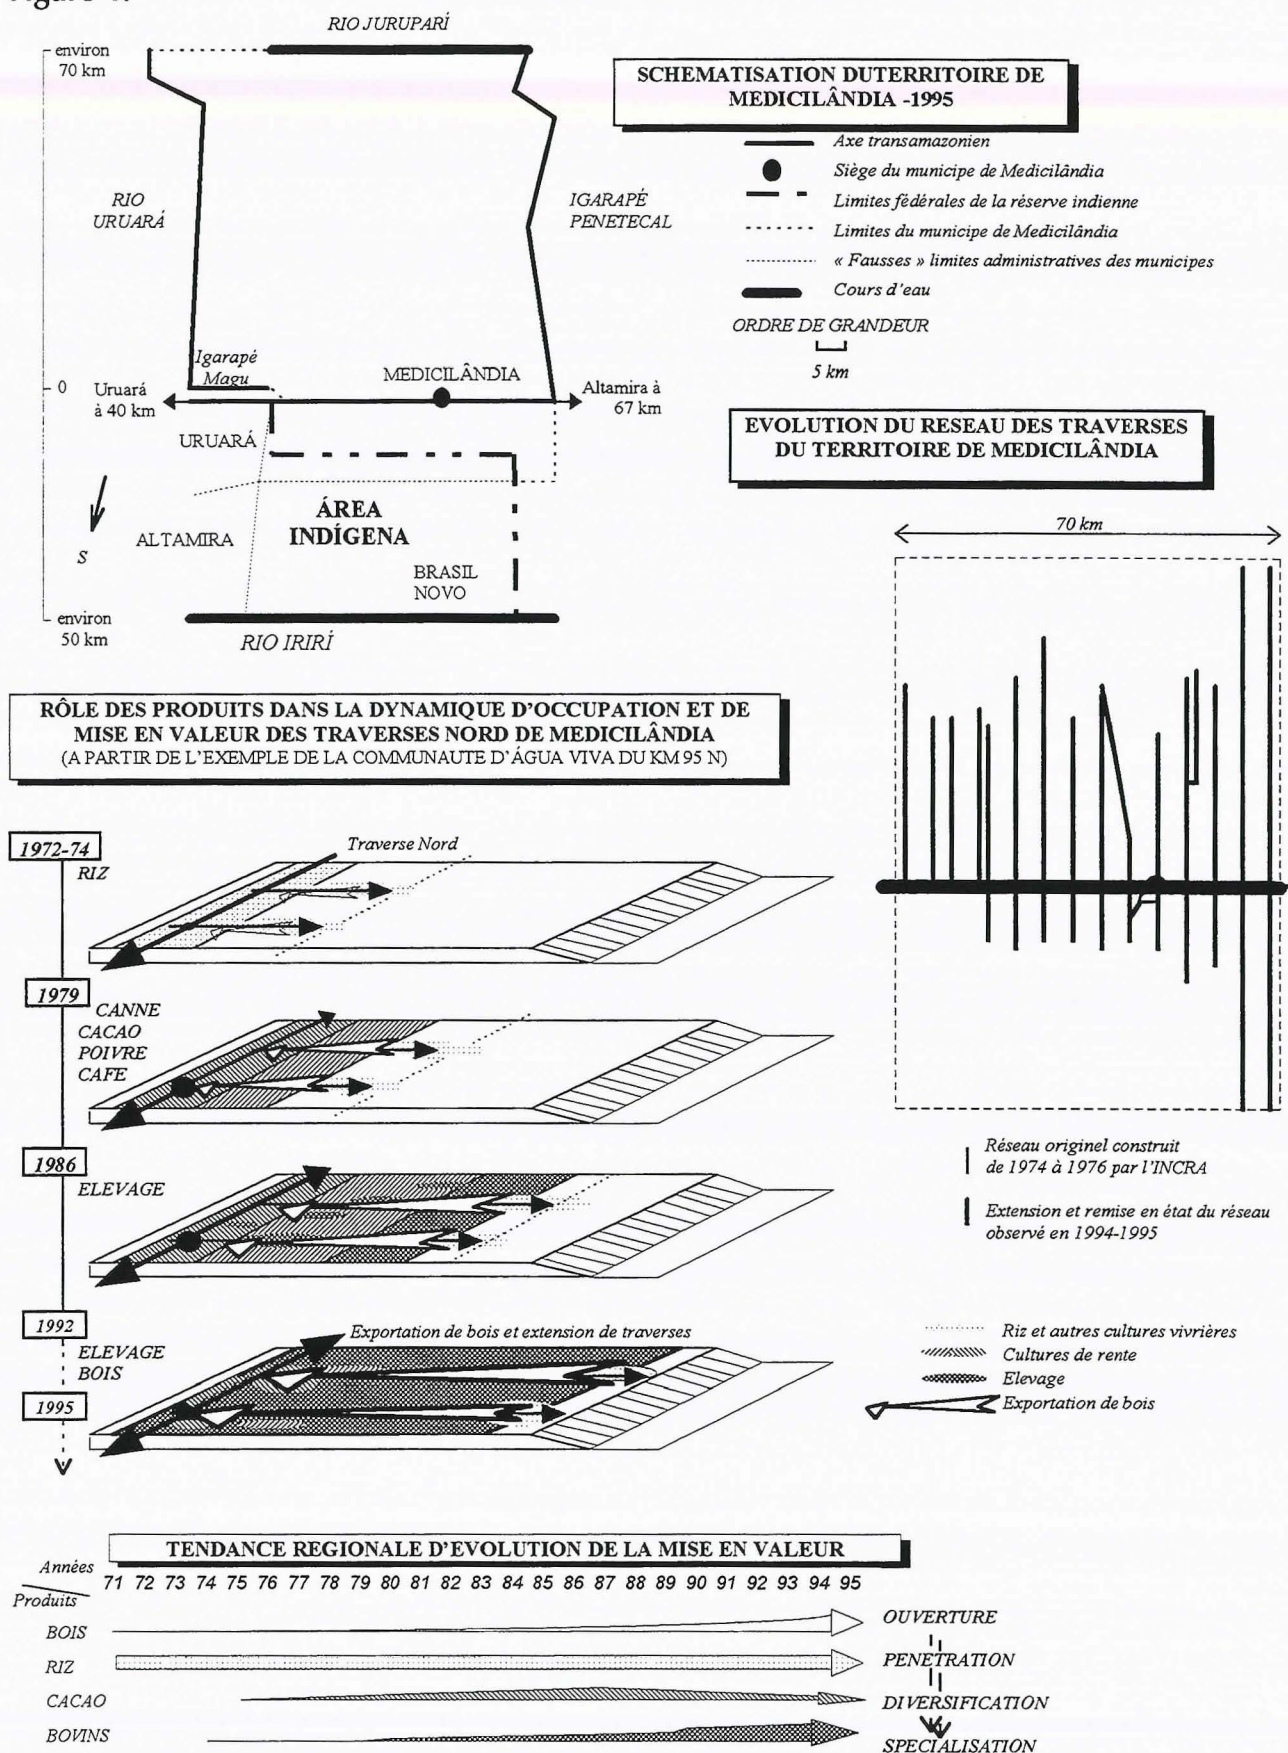 RIO JURUPARÍ
environ
70 km
SCHEMATISATION DUTERRITOIRE DE
MEDICILÂNDIA -1995
Axe transamazonien
Siège du municipe de Medicilândia
Limites fédérales de la réserve indienne
Limites du municipe de Medicilândia
« Fausses » limites administratives des municipes
Cours d'eau
ORDRE DE GRANDEUR
5 km
RIO
URUARÁ
IGARAPÉ
PENETECAL
Igarapé
Magu
0
Uruará
à 40 km
MEDICILÂNDIA
Altamira à
67 km
URUARÁ
ÁREA
INDÍGENA
ALTAMIRA
S
BRASIL
NOVO
environ
50 km
RIO IRIRÍ
EVOLUTION DU RESEAU DES TRAVERSES
DU TERRITOIRE DE MEDICILÂNDIA
70 km
Réseau originel construit
de 1974 à 1976 par l'INCRA
Extension et remise en état du réseau
observé en 1994-1995
RÔLE DES PRODUITS DANS LA DYNAMIQUE D'OCCUPATION ET DE
MISE EN VALEUR DES TRAVERSES NORD DE MEDICILÂNDIA
(A PARTIR DE L'EXEMPLE DE LA COMMUNAUTE D'ÁGUA VIVA DU KM 95 N)
1972-74
RIZ
Traverse Nord
1979
CANNE
CACAO
POIVRE
CAFE
1986
ELEVAGE
1992
ELEVAGE
BOIS
1995
Exportation de bois et extension de traverses
Riz et autres cultures vivrières
Cultures de rente
Elevage
Exportation de bois
TENDANCE REGIONALE D'EVOLUTION DE LA MISE EN VALEUR
Années
71 72 73 74 75 76 77 78 79 80 81 82 83 84 85 86 87 88 89 90 91 92 93 94 95
Produits
BOIS
OUVERTURE
RIZ
PENETRATION
CACAO
DIVERSIFICATION
BOVINS
SPECIALISATION